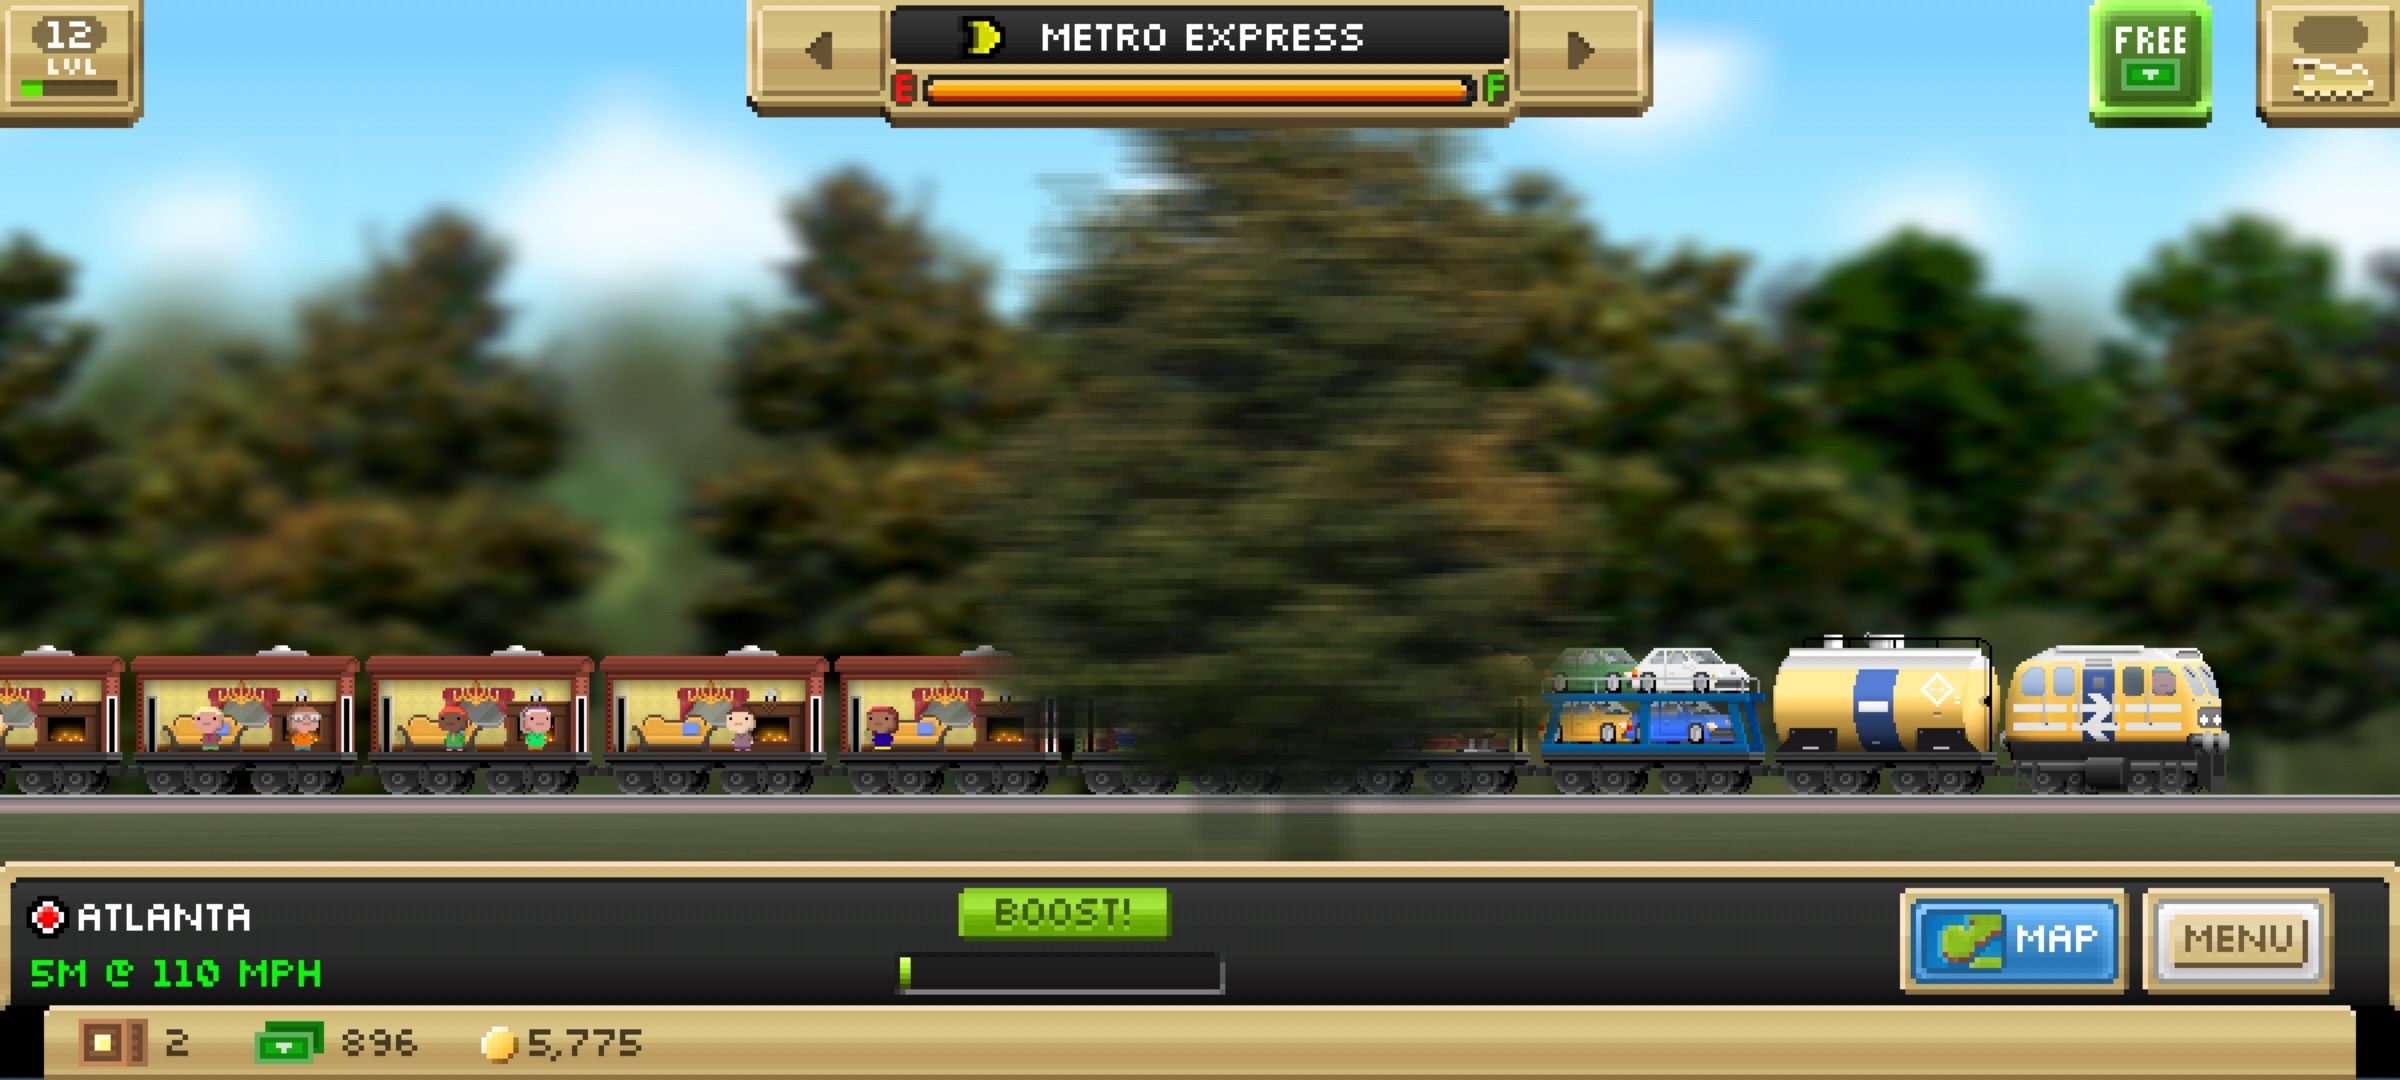 12
LVL
METRO EXPRESS
E F
FREE
ATLANTA
5M @ 110 MPH
BOOST!
MAP
MENU
2 896 5,775